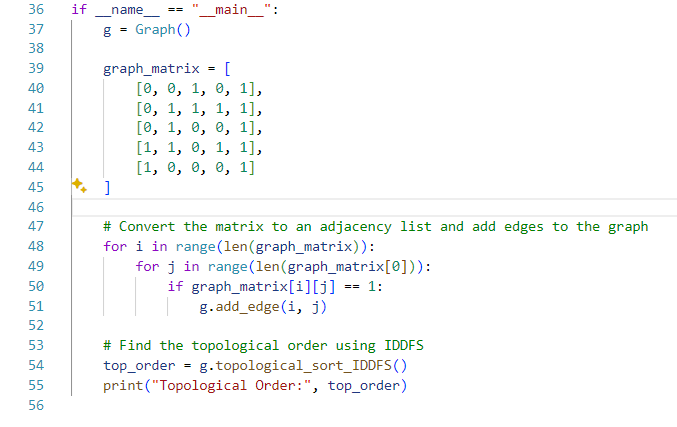 36 if __name__ == "__main__":
37     g = Graph()
38
39     graph_matrix = [
40         [0, 0, 1, 0, 1],
41         [0, 1, 1, 1, 1],
42         [0, 1, 0, 0, 1],
43         [1, 1, 0, 1, 1],
44         [1, 0, 0, 0, 1]
45     ]
46
47     # Convert the matrix to an adjacency list and add edges to the graph
48     for i in range(len(graph_matrix)):
49         for j in range(len(graph_matrix[0])):
50             if graph_matrix[i][j] == 1:
51                 g.add_edge(i, j)
52
53     # Find the topological order using IDDFS
54     top_order = g.topological_sort_IDDFS()
55     print("Topological Order:", top_order)
56